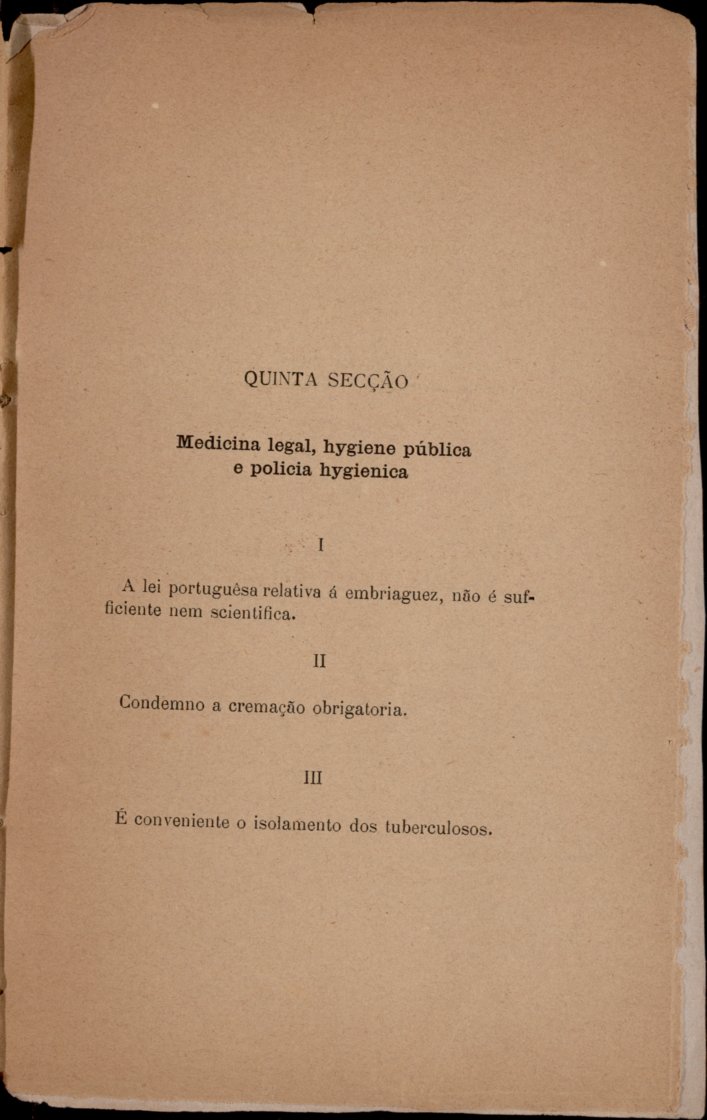 QUINTA SECÇÃO
Medicina legal, hygiene pública
e policia hygienica
I
A lei portuguêsa relativa á embriaguez, não é suf-
ficiente nem scientifica.
II
Condemno a cremação obrigatoria.
III
É conveniente o isolamento dos tuberculosos.